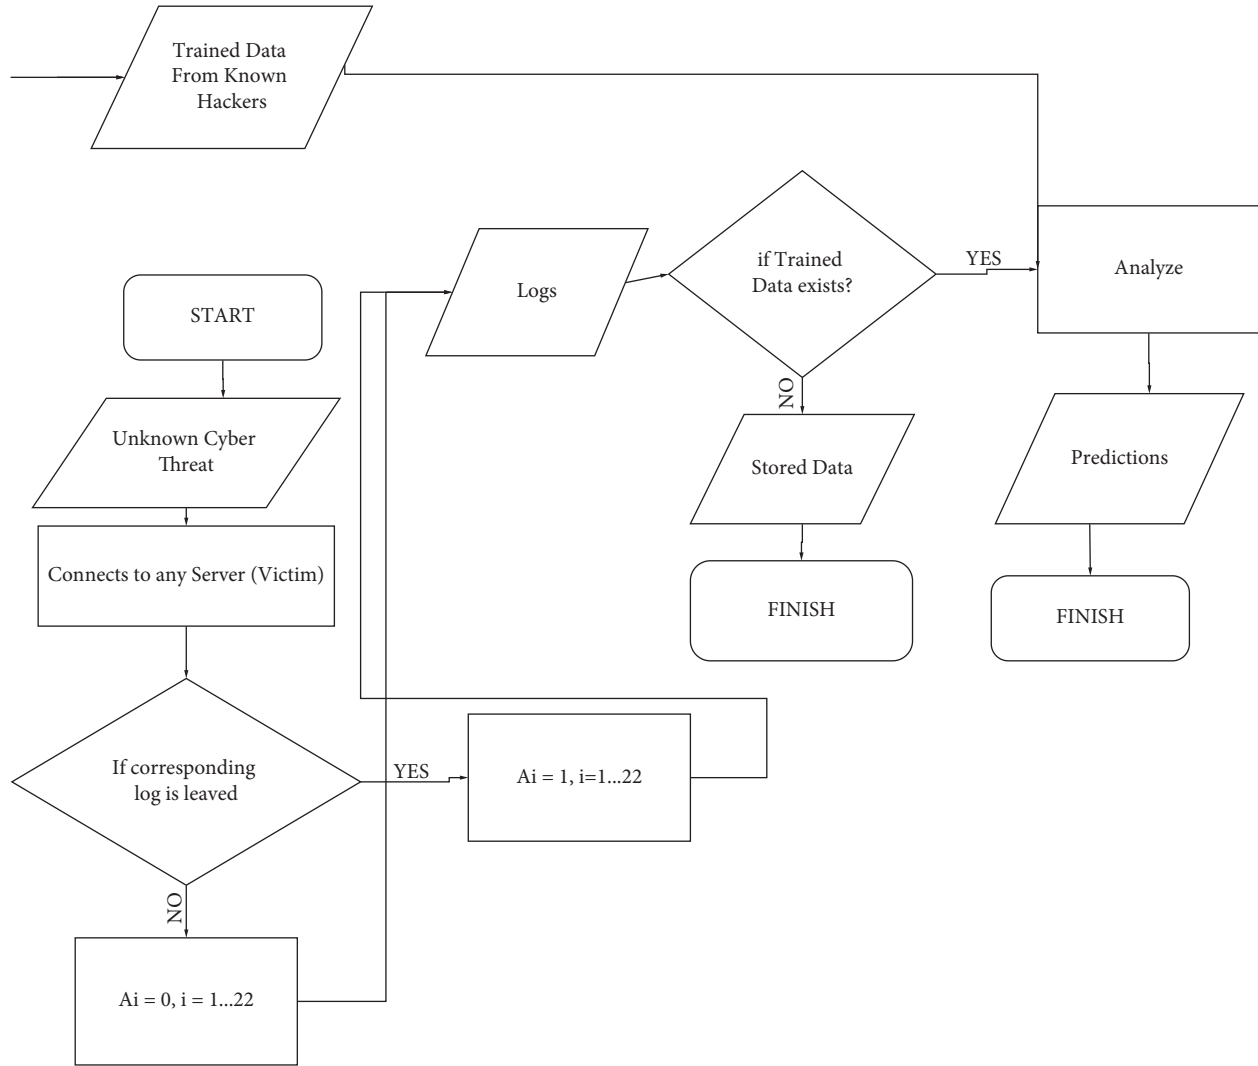 Trained Data
From Known
Hackers
START
Unknown Cyber
Threat
Connects to any Server (Victim)
If corresponding
log is leaved
YES
NO
Ai = 1, i=1...22
Ai = 0, i = 1...22
Logs
if Trained
Data exists?
YES
NO
Analyze
Stored Data
Predictions
FINISH
FINISH